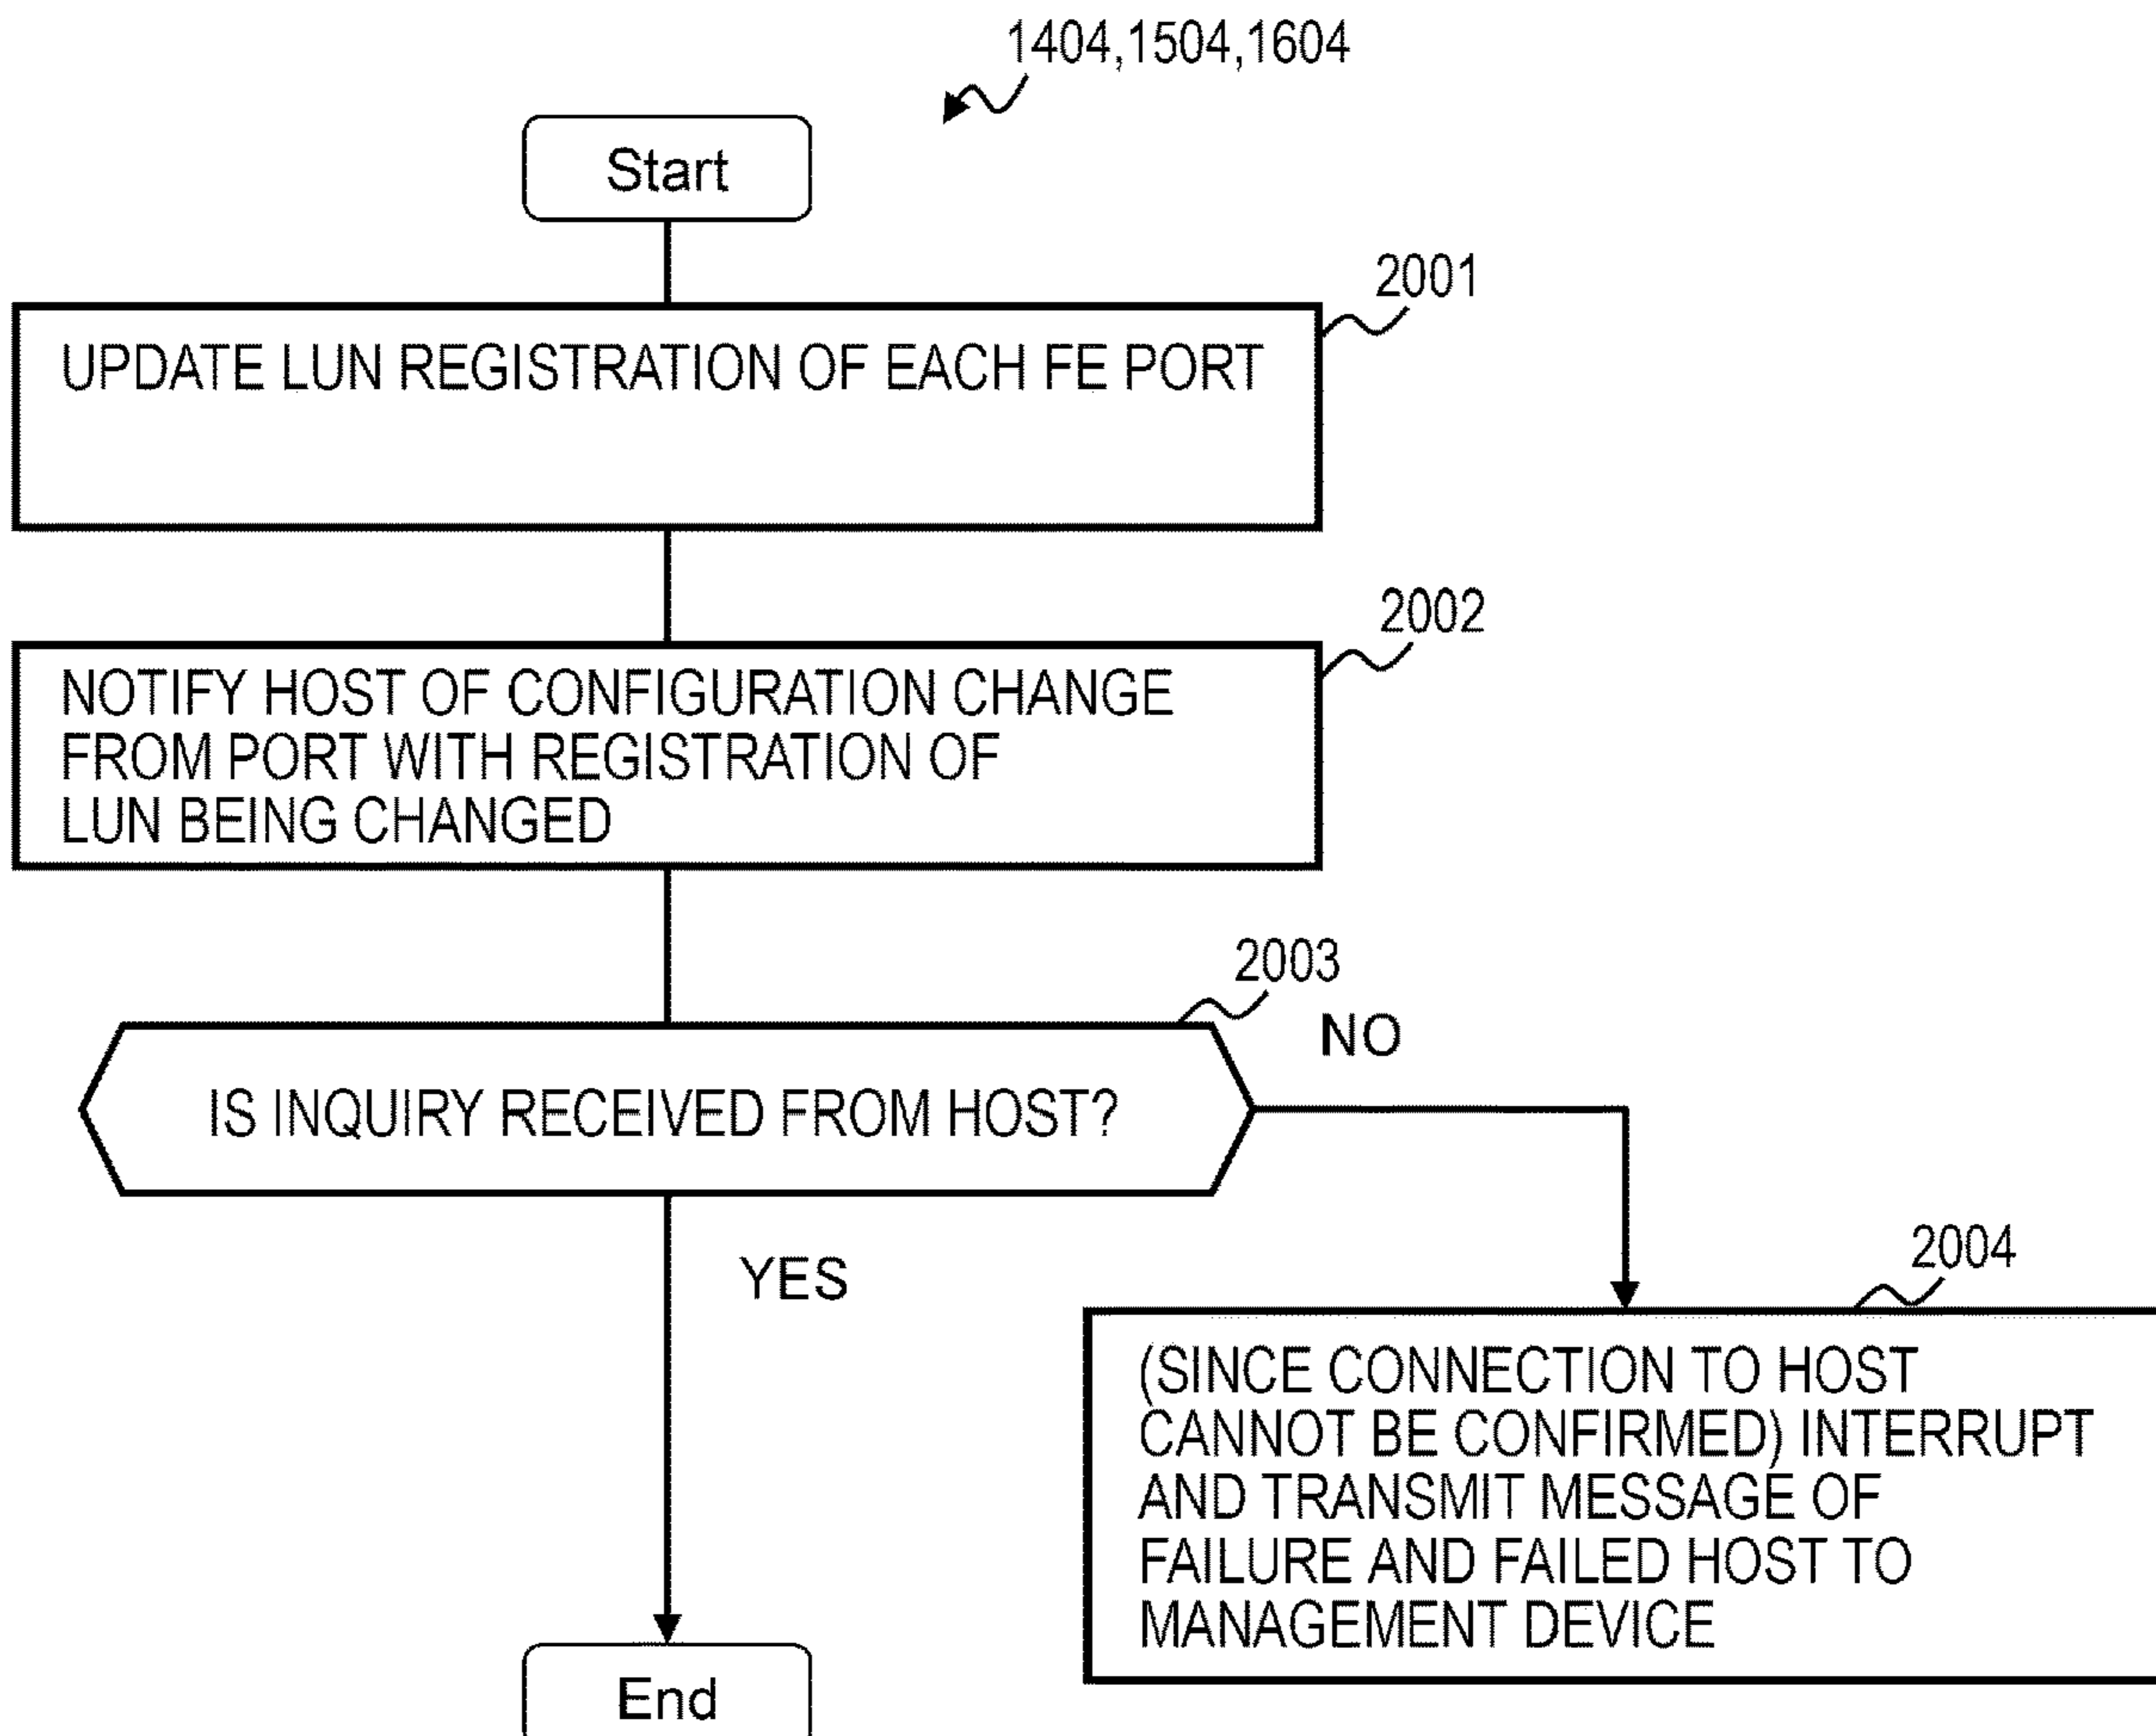 1404,1504,1604
Start
2001
UPDATE LUN REGISTRATION OF EACH FE PORT
2002
NOTIFY HOST OF CONFIGURATION CHANGE
FROM PORT WITH REGISTRATION OF
LUN BEING CHANGED
2003
NO
IS INQUIRY RECEIVED FROM HOST?
YES
2004
(SINCE CONNECTION TO HOST
CANNOT BE CONFIRMED) INTERRUPT
AND TRANSMIT MESSAGE OF
FAILURE AND FAILED HOST TO
MANAGEMENT DEVICE
End